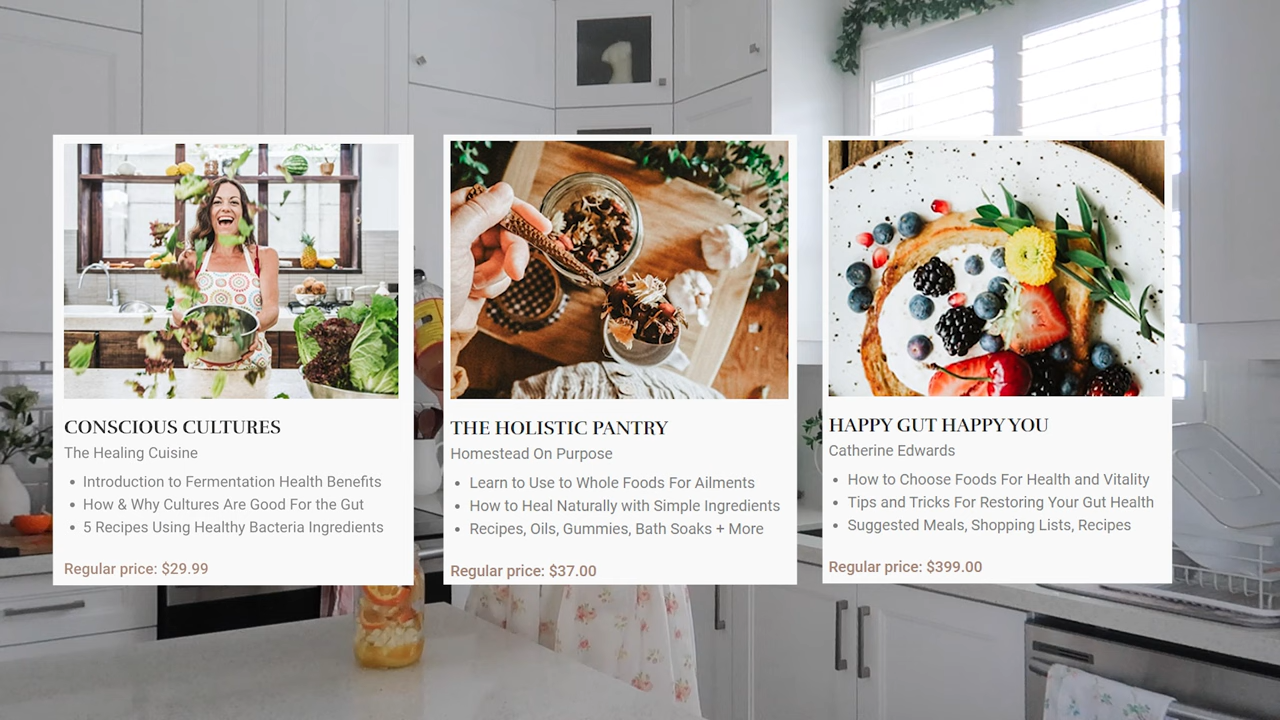 CONSCIOUS CULTURES
The Healing Cuisine
• Introduction to Fermentation Health Benefits
• How & Why Cultures Are Good For the Gut
• 5 Recipes Using Healthy Bacteria Ingredients
Regular price: $29.99
THE HOLISTIC PANTRY
Homestead On Purpose
• Learn to Use to Whole Foods For Ailments
• How to Heal Naturally with Simple Ingredients
• Recipes, Oils, Gummies, Bath Soaks + More
Regular price: $37.00
HAPPY GUT HAPPY YOU
Catherine Edwards
• How to Choose Foods For Health and Vitality
• Tips and Tricks For Restoring Your Gut Health
• Suggested Meals, Shopping Lists, Recipes
Regular price: $399.00